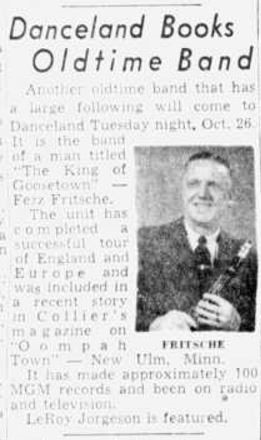 Danceland Books
Oldtime Band
Another oldtime band that has
a large following will come to
Danceland Tuesday night, Oct. 26.
It is the band
of a man titled
"The King of
Goosetown" —
Fezz Fritsche.
The unit has
completed a
successful tour
of England and
Europe and
was included in
a recent story
in Collier's
magazine on
"Oompah
Town" — New Ulm, Minn.
FRITSCHE
It has made approximately 100
MGM records and been on radio
and television.
LeRoy Jorgeson is featured.